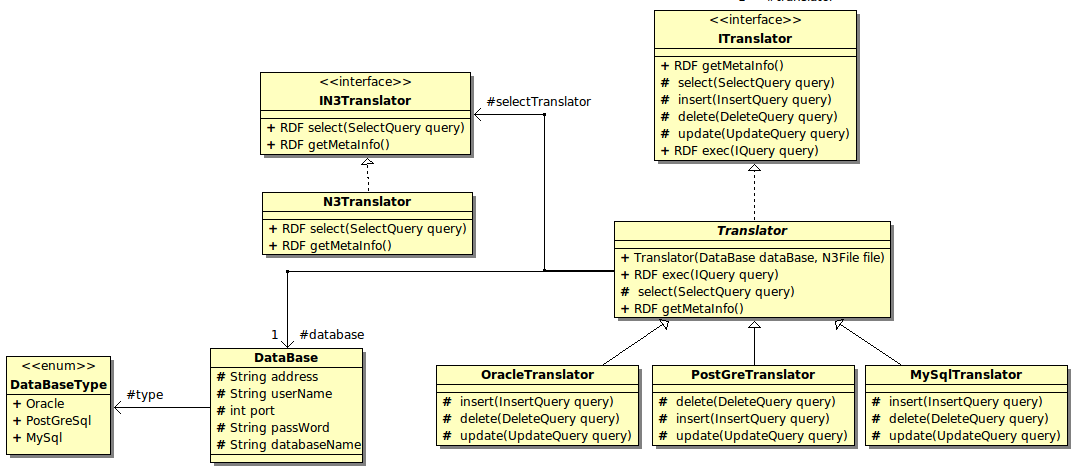 1 #translator
<<interface>>
ITranslator
+ RDF getMetaInfo()
# select(SelectQuery query)
# insert(InsertQuery query)
# delete(DeleteQuery query)
# update(UpdateQuery query)
+ RDF exec(IQuery query)
<<interface>>
IN3Translator
+ RDF select(SelectQuery query)
+ RDF getMetaInfo()
#selectTranslator
N3Translator
+ RDF select(SelectQuery query)
+ RDF getMetaInfo()
Translator
+ Translator(DataBase dataBase, N3File file)
+ RDF exec(IQuery query)
# select(SelectQuery query)
+ RDF getMetaInfo()
1 #database
<<enum>>
DataBaseType
+ Oracle
+ PostGreSql
+ MySql
#type
DataBase
# String address
# String userName
# int port
# String passWord
# String databaseName
OracleTranslator
# insert(InsertQuery query)
# delete(DeleteQuery query)
# update(UpdateQuery query)
PostGreTranslator
# delete(DeleteQuery query)
# insert(InsertQuery query)
# update(UpdateQuery query)
MySqlTranslator
# insert(InsertQuery query)
# delete(DeleteQuery query)
# update(UpdateQuery query)